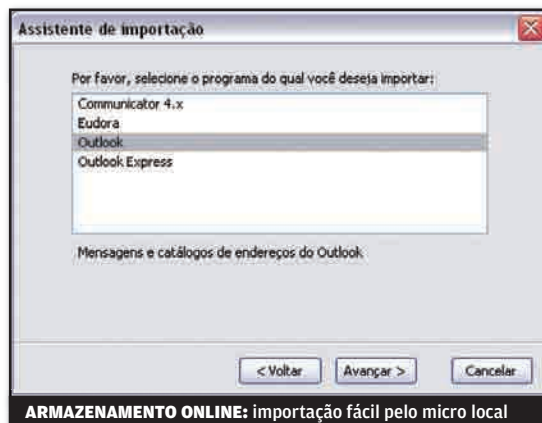 Assistente de importação
Por favor, selecione o programa do qual você deseja importar:
Communicator 4.x
Eudora
Outlook
Outlook Express
Mensagens e catálogos de endereços do Outlook
< Voltar
Avançar >
Cancelar
ARMAZENAMENTO ONLINE: importação fácil pelo micro local